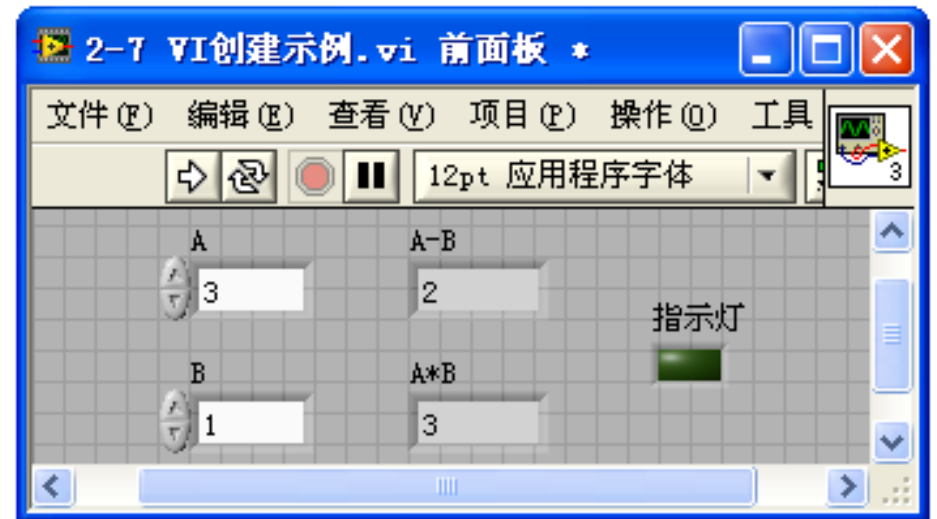 2-7 VI创建示例.vi 前面板 *
文件(F) 编辑(E) 查看(V) 项目(P) 操作(O) 工具
12pt 应用程序字体
3
A
A-B
3
2
指示灯
B
A*B
1
3